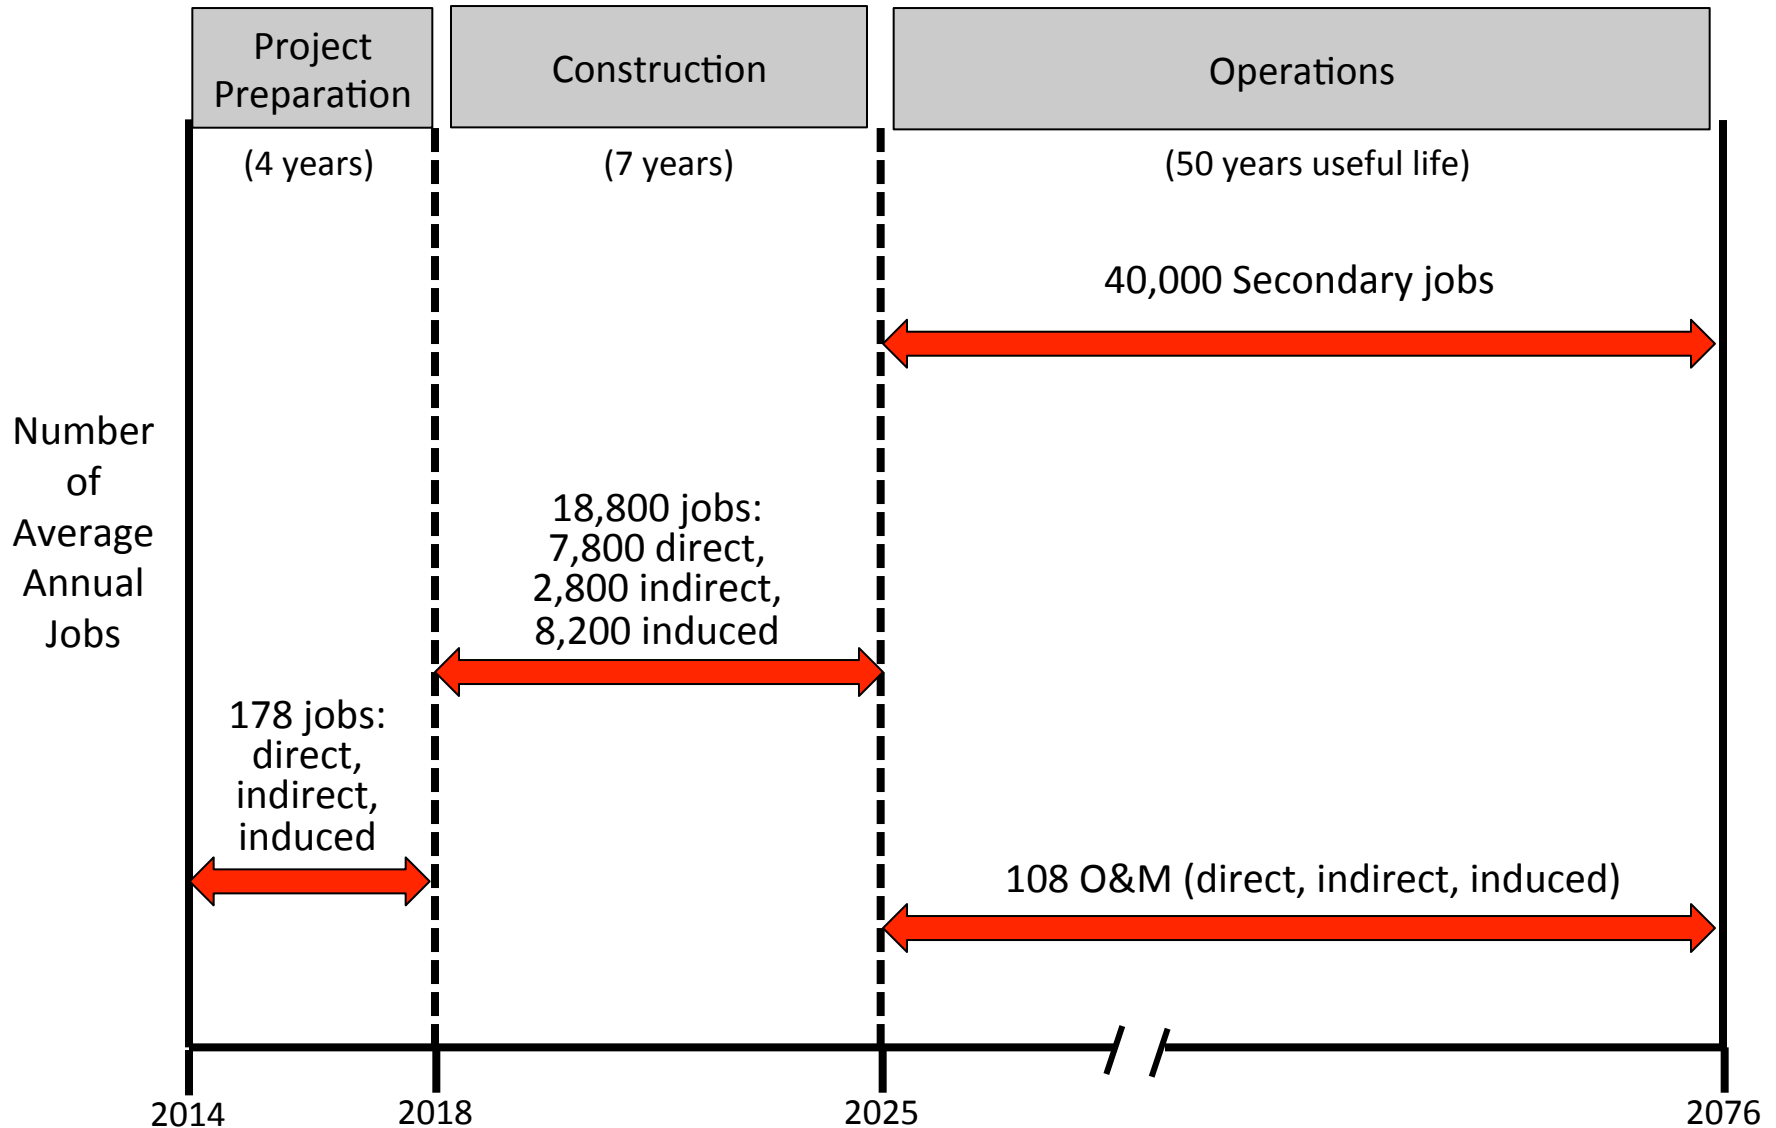 Project
Preparation
Construction
Operations
(4 years)
(7 years)
(50 years useful life)
40,000 Secondary jobs
Number
of
Average
Annual
Jobs
18,800 jobs:
7,800 direct,
2,800 indirect,
8,200 induced
178 jobs:
direct,
indirect,
induced
108 O&M (direct, indirect, induced)
2014
2018
2025
2076